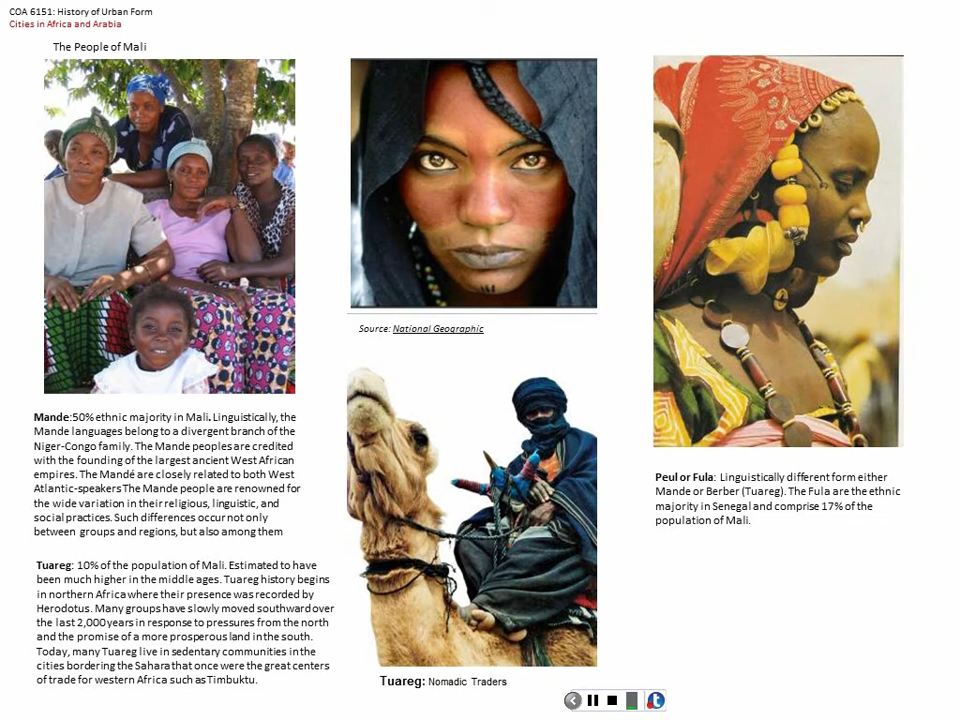 COA 6151: History of Urban Form
Cities in Africa and Arabia
The People of Mali
Mande:50% ethnic majority in Mali. Linguistically, the
Mande languages belong to a divergent branch of the
Niger-Congo family. The Mande peoples are credited
with the founding of the largest ancient West African
empires. The Mandé are closely related to both West
Atlantic-speakers The Mande people are renowned for
the wide variation in their religious, linguistic, and
social practices. Such differences occur not only
between groups and regions, but also among them
Tuareg: 10% of the population of Mali. Estimated to have
been much higher in the middle ages. Tuareg history begins
in northern Africa where their presence was recorded by
Herodotus. Many groups have slowly moved southward over
the last 2,000 years in response to pressures from the north
and the promise of a more prosperous land in the south.
Today, many Tuareg live in sedentary communities in the
cities bordering the Sahara that once were the great centers
of trade for western Africa such as Timbuktu.
Source: National Geographic
Tuareg: Nomadic Traders
Peul or Fula: Linguistically different form either
Mande or Berber (Tuareg). The Fula are the ethnic
majority in Senegal and comprise 17% of the
population of Mali.
t